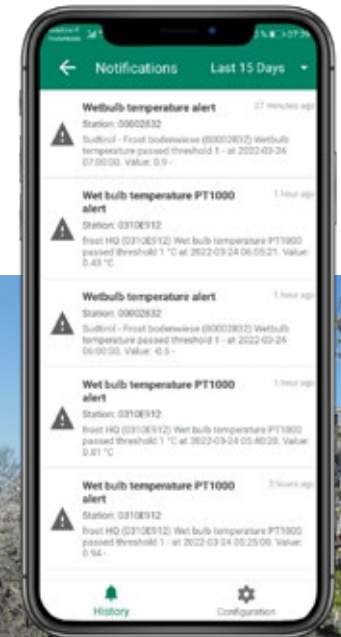 Notifications Last 15 Days
Wetbulb temperature alert 27 minutes ago
Station: 00002832
Sudtirol - Frost bodenwiese (00002832) Wetbulb
temperature passed threshold 1 - at 2022-03-24
07:00:00. Value: 0.9 -
Wet bulb temperature PT1000 1 hour ago
alert
Station: 0310E912
frost HQ (0310E912) Wet bulb temperature PT1000
passed threshold 1 °C at 2022-03-24 06:05:21. Value:
0.43 °C
Wetbulb temperature alert 1 hour ago
Station: 00002832
Sudtirol - Frost bodenwiese (00002832) Wetbulb
temperature passed threshold 1 - at 2022-03-24
06:00:00. Value: -0.6 -
Wet bulb temperature PT1000 1 hour ago
alert
Station: 0310E912
frost HQ (0310E912) Wet bulb temperature PT1000
passed threshold 1 °C at 2022-03-24 05:40:20. Value:
0.81 °C
Wet bulb temperature PT1000 2 hours ago
alert
Station: 0310E912
frost HQ (0310E912) Wet bulb temperature PT1000
passed threshold 1 - at 2022-03-24 05:25:00. Value:
0.94 -
History Configuration